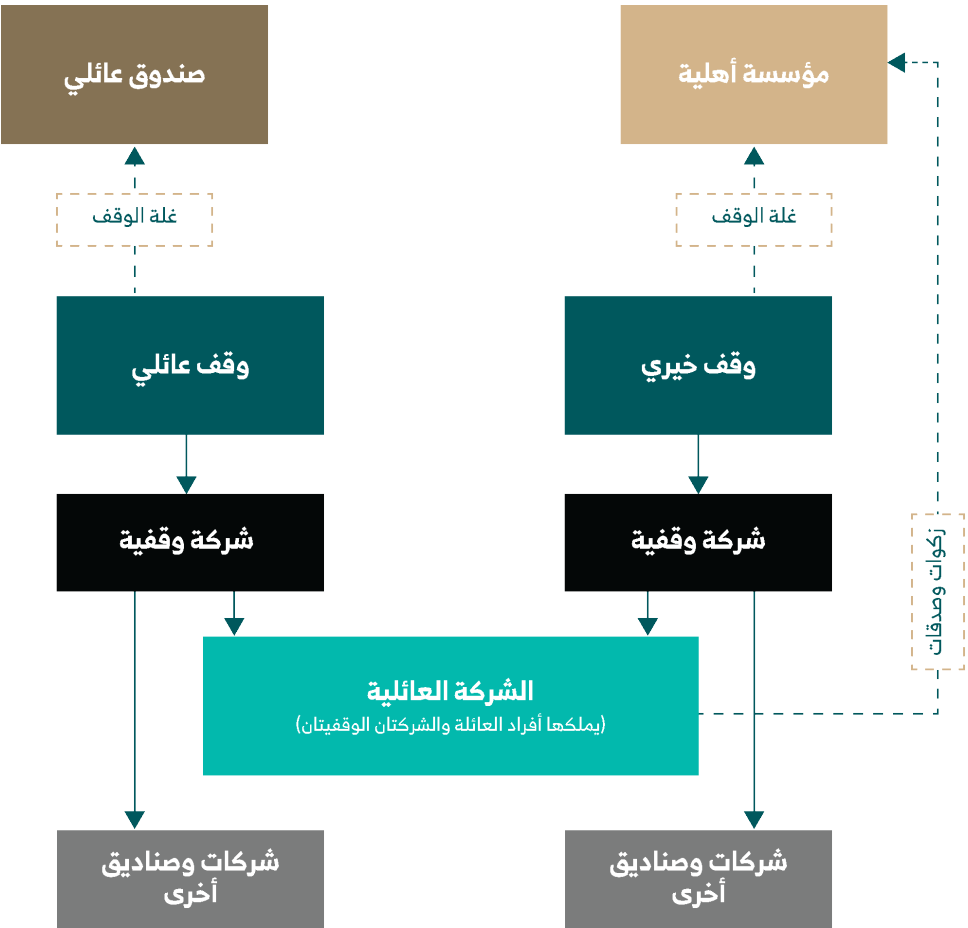 مؤسسة أهلية
صندوق عائلي
غلة الوقف
غلة الوقف
وقف خيري
وقف عائلي
شركة وقفية
شركة وقفية
زكوات وصدقات
الشركة العائلية
(يملكها أفراد العائلة والشركتان الوقفيتان)
شركات وصناديق
أخرى
شركات وصناديق
أخرى